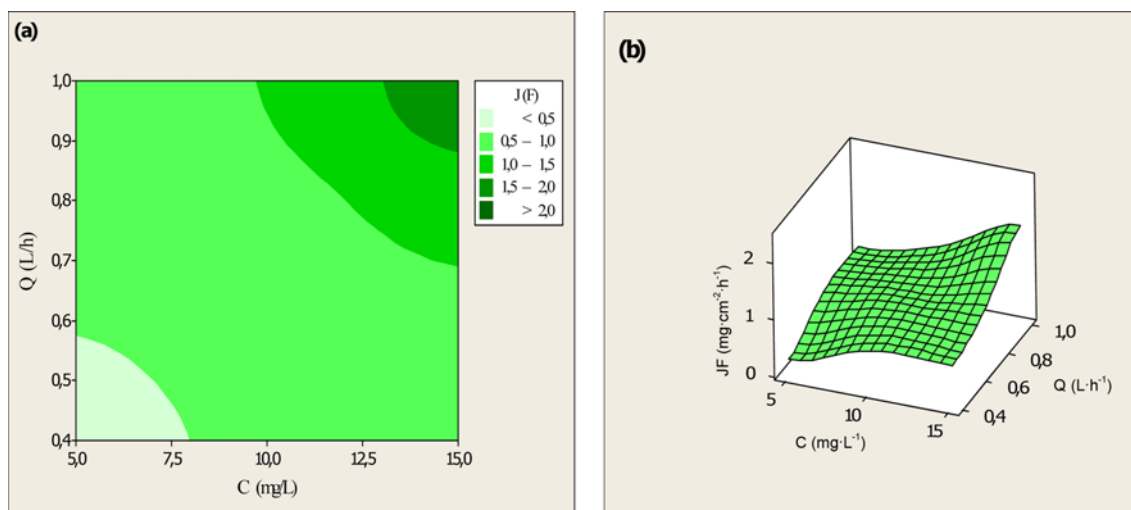 (a)
1,0
0,9
0,8
0,7
0,6
0,5
0,4
Q (L/h)
5,0 7,5 10,0 12,5 15,0
C (mg/L)
J(F)
< 0,5
0,5 – 1,0
1,0 – 1,5
1,5 – 2,0
> 2,0
(b)
2
1
0
JF (mg·cm⁻²·h⁻¹)
5
10
15
C (mg·L⁻¹)
1,0
0,8
0,6
0,4
Q (L·h⁻¹)